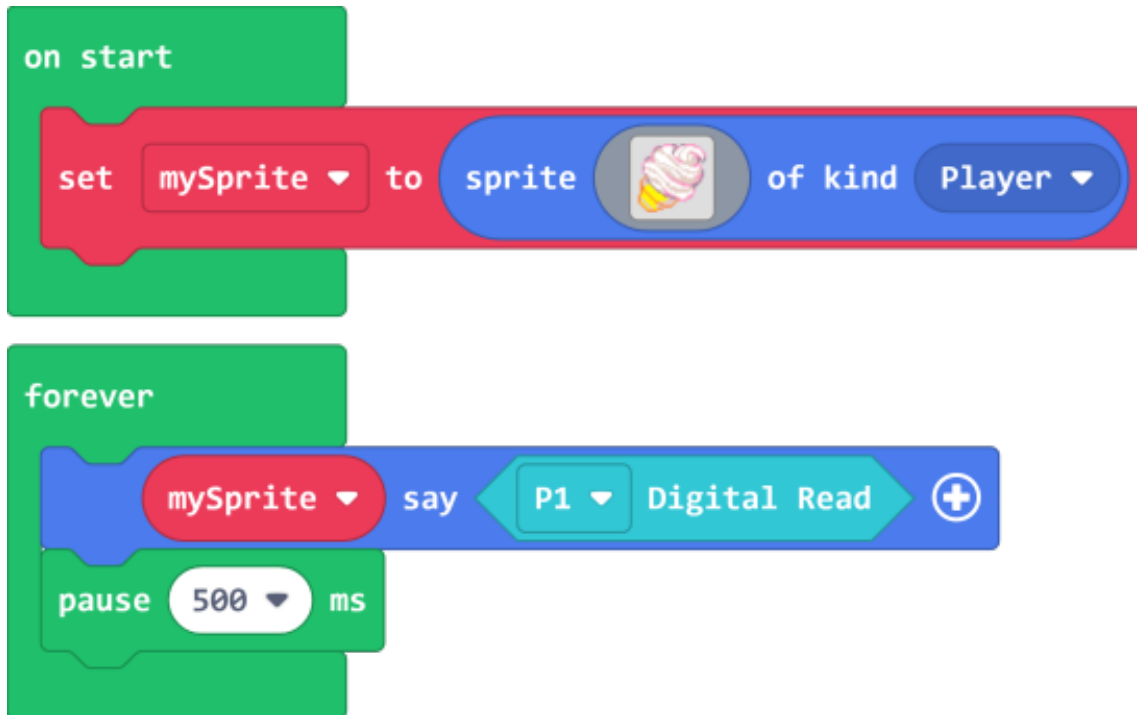 on start
set mySprite to sprite of kind Player
forever
mySprite say P1 Digital Read
pause 500 ms